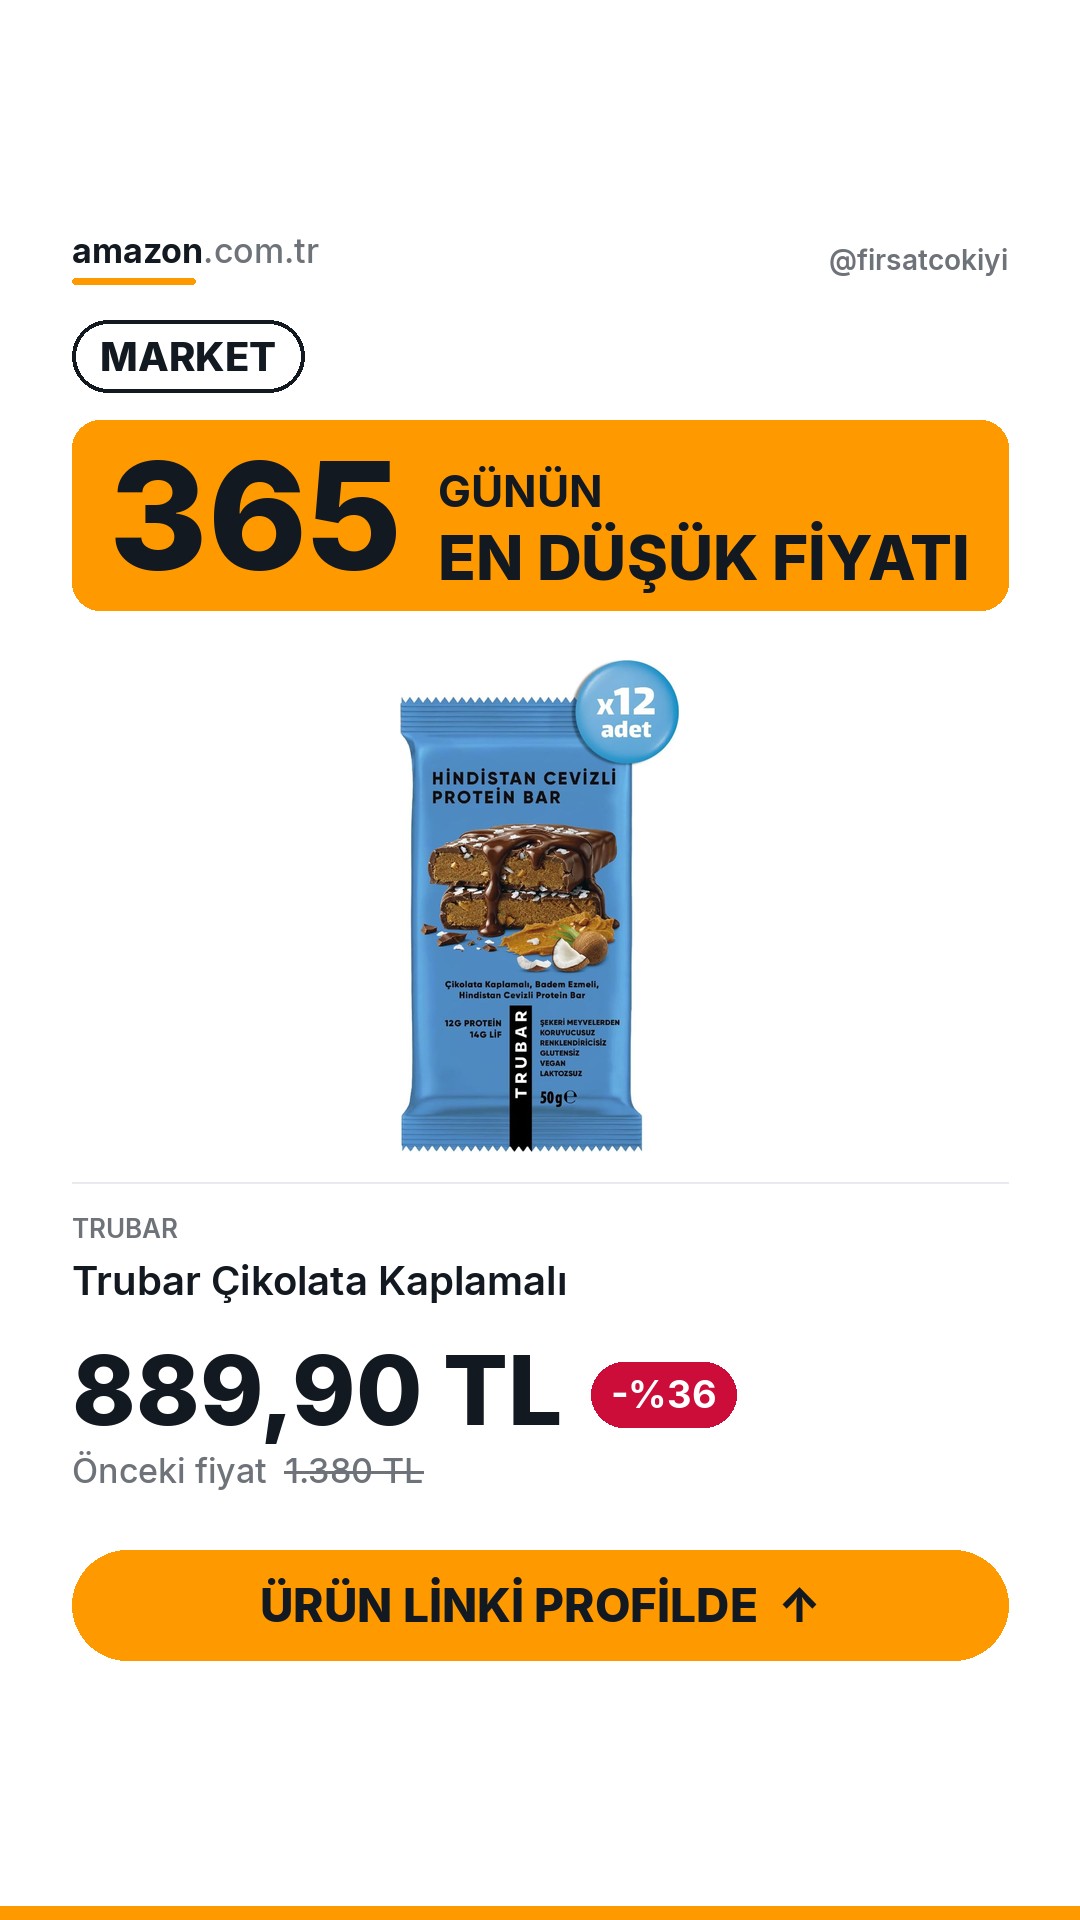 amazon.com.tr
@firsatcokiyi
MARKET
365
GÜNÜN
EN DÜŞÜK FİYATI
x12
adet
HİNDİSTAN CEVİZLİ
PROTEİN BAR
Çikolata Kaplamalı, Badem Ezmeli,
Hindistan Cevizli Protein Bar
12G PROTEİN
14G LİF
TRUBAR
ŞEKERİ MEYVELERDEN
KORUYUCUSUZ
RENKLENDİRİCİSİZ
GLUTENSİZ
VEGAN
LAKTOZSUZ
50g℮
TRUBAR
Trubar Çikolata Kaplamalı
889,90 TL
-%36
Önceki fiyat 1.380 TL
ÜRÜN LİNKİ PROFİLDE ↑